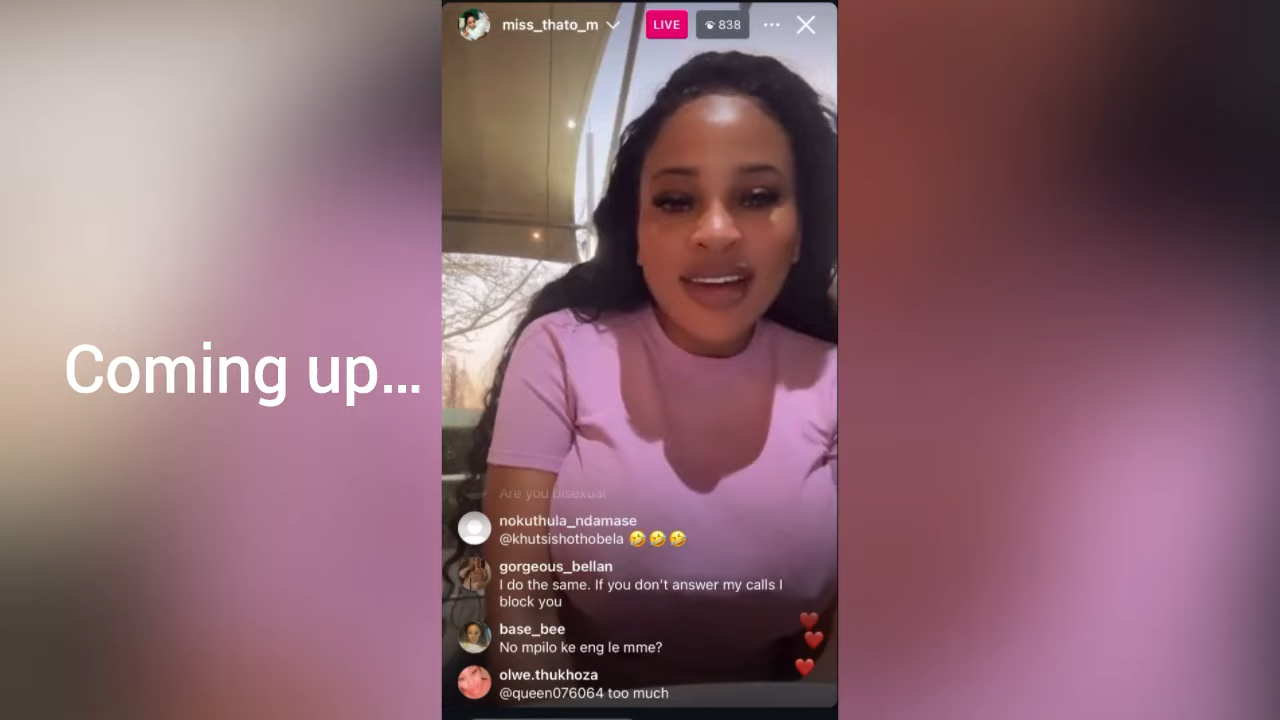 miss_thato_m
LIVE
838
Coming up...
Are you bisexual
nokuthula_ndamase
@khutsishothobela 🤣🤣🤣
gorgeous_bellan
I do the same. If you don't answer my calls I
block you
base_bee
No mpilo ke eng le mme?
olwe.thukhoza
@queen076064 too much